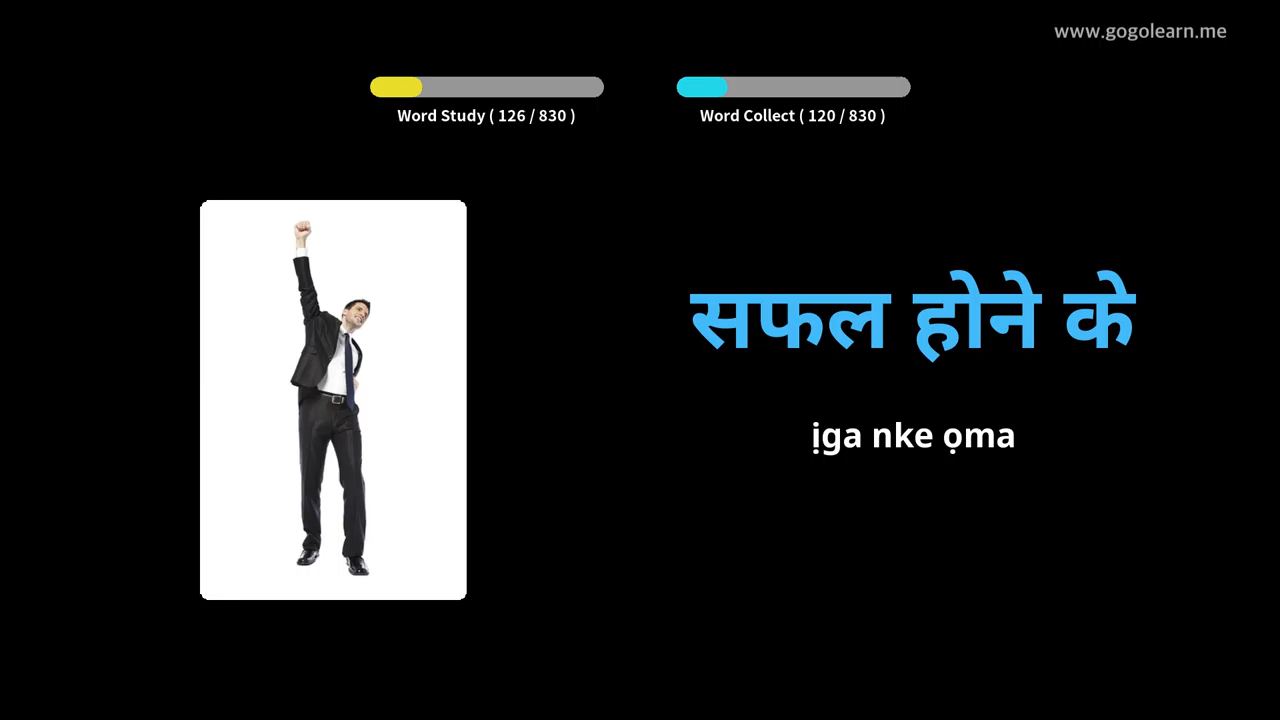 www.gogolearn.me
Word Study ( 126 / 830 )
Word Collect ( 120 / 830 )
सफल होने के
ịga nke ọma